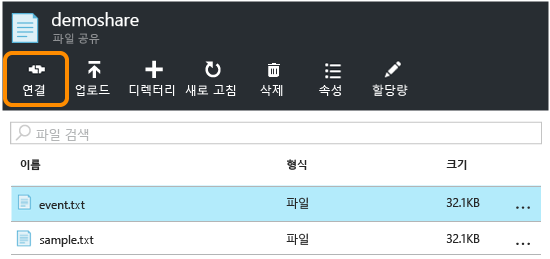 demoshare
파일 공유
연결 업로드 디렉터리 새로 고침 삭제 속성 할당량
파일 검색
이름 형식 크기
event.txt 파일 32.1KB ...
sample.txt 파일 32.1KB ...